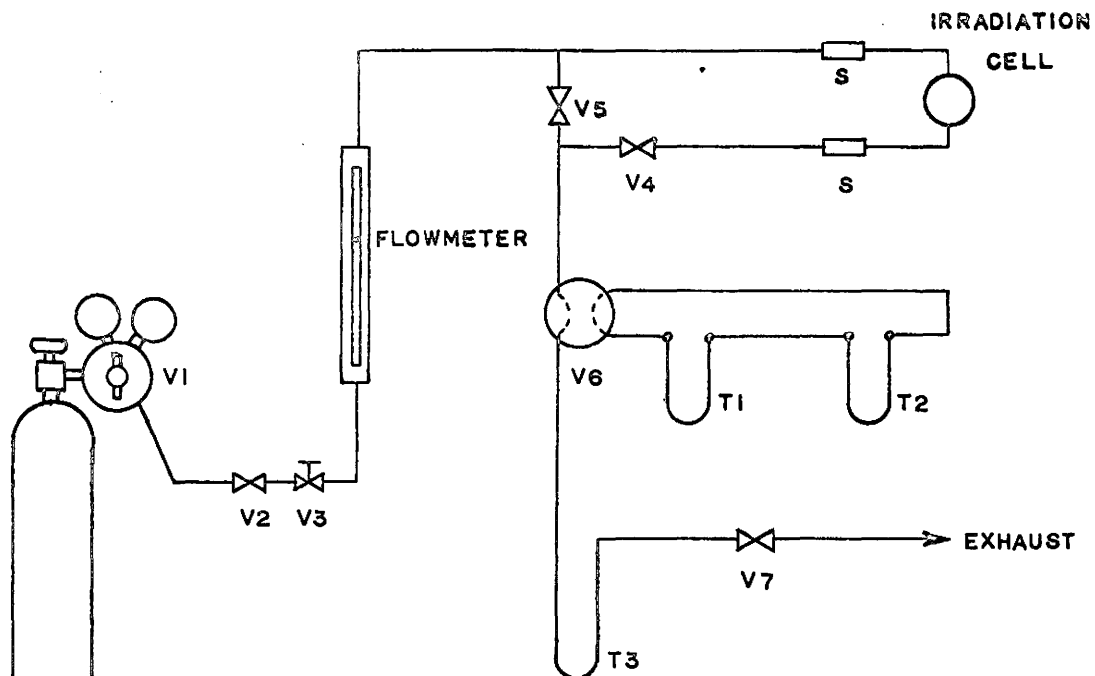 IRRADIATION
CELL
S
V5
S
V4
FLOWMETER
V1
V6
T1
T2
V2
V3
EXHAUST
V7
T3